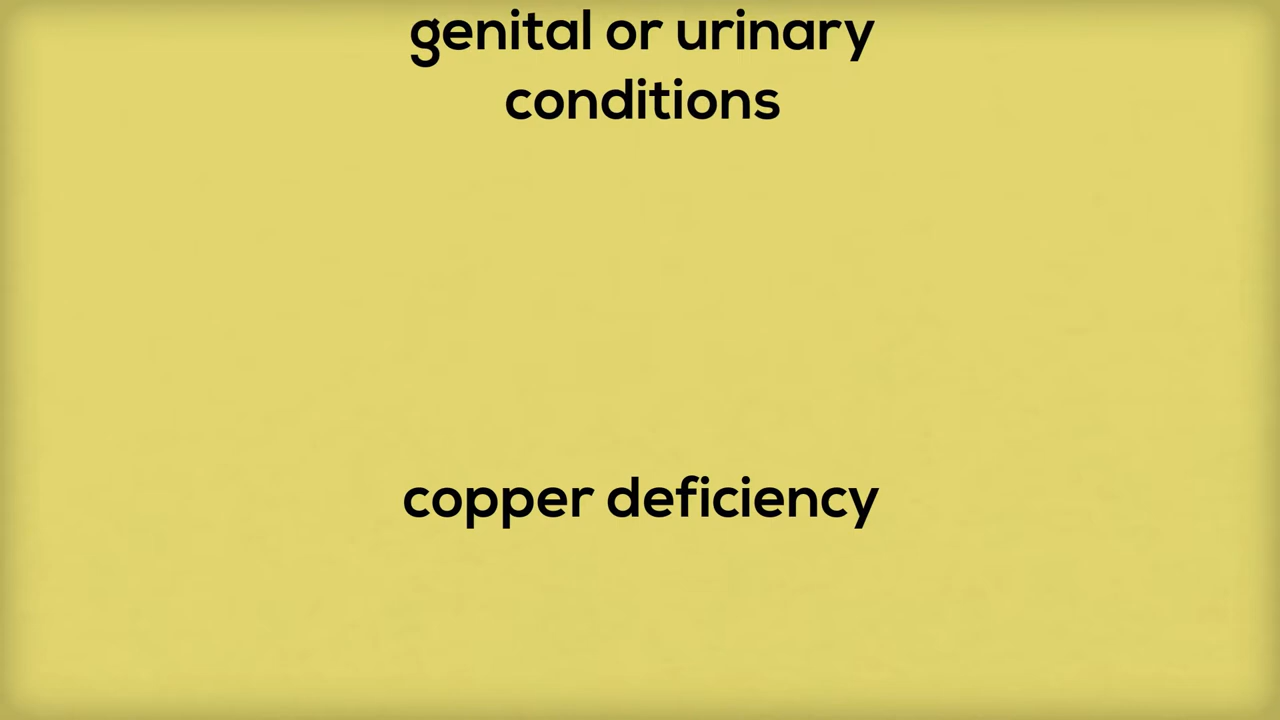 genital or urinary
conditions
copper deficiency